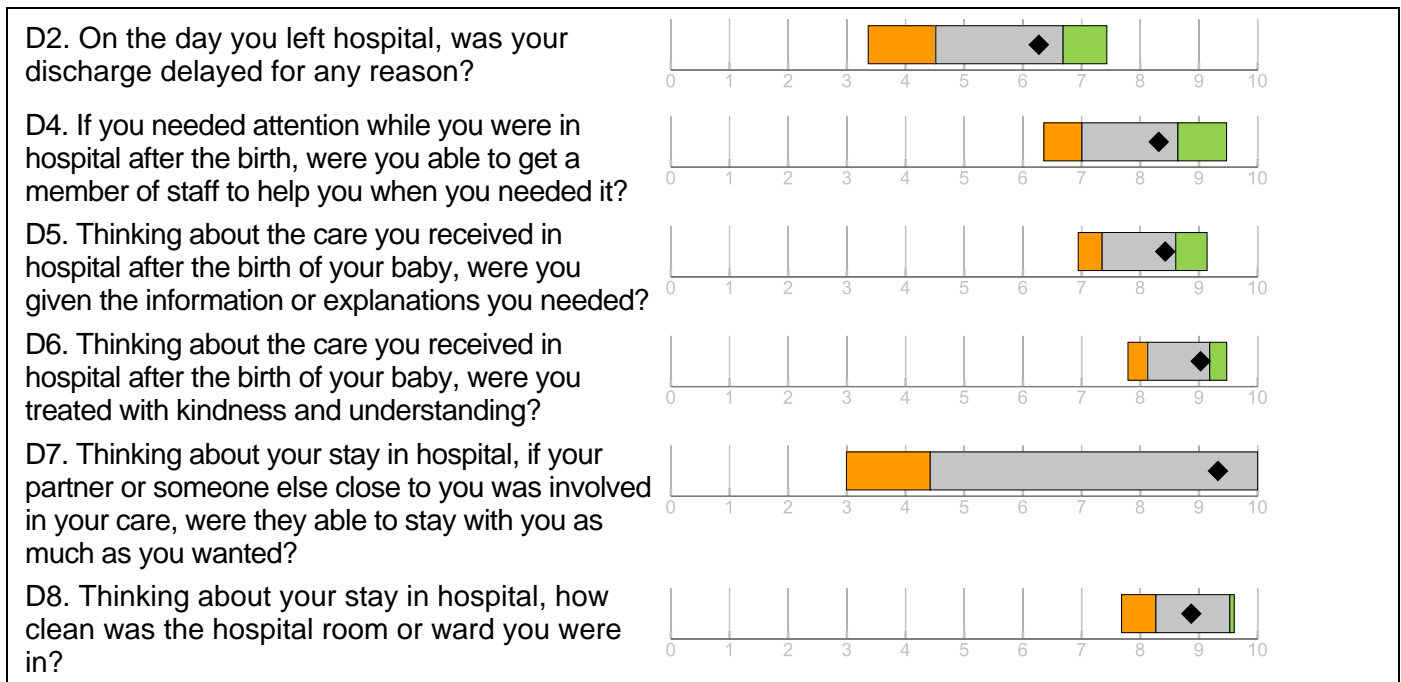 D2. On the day you left hospital, was your
discharge delayed for any reason?
0 1 2 3 4 5 6 7 8 9 10
D4. If you needed attention while you were in
hospital after the birth, were you able to get a
member of staff to help you when you needed it?
0 1 2 3 4 5 6 7 8 9 10
D5. Thinking about the care you received in
hospital after the birth of your baby, were you
given the information or explanations you needed?
0 1 2 3 4 5 6 7 8 9 10
D6. Thinking about the care you received in
hospital after the birth of your baby, were you
treated with kindness and understanding?
0 1 2 3 4 5 6 7 8 9 10
D7. Thinking about your stay in hospital, if your
partner or someone else close to you was involved
in your care, were they able to stay with you as
much as you wanted?
0 1 2 3 4 5 6 7 8 9 10
D8. Thinking about your stay in hospital, how
clean was the hospital room or ward you were
in?
0 1 2 3 4 5 6 7 8 9 10